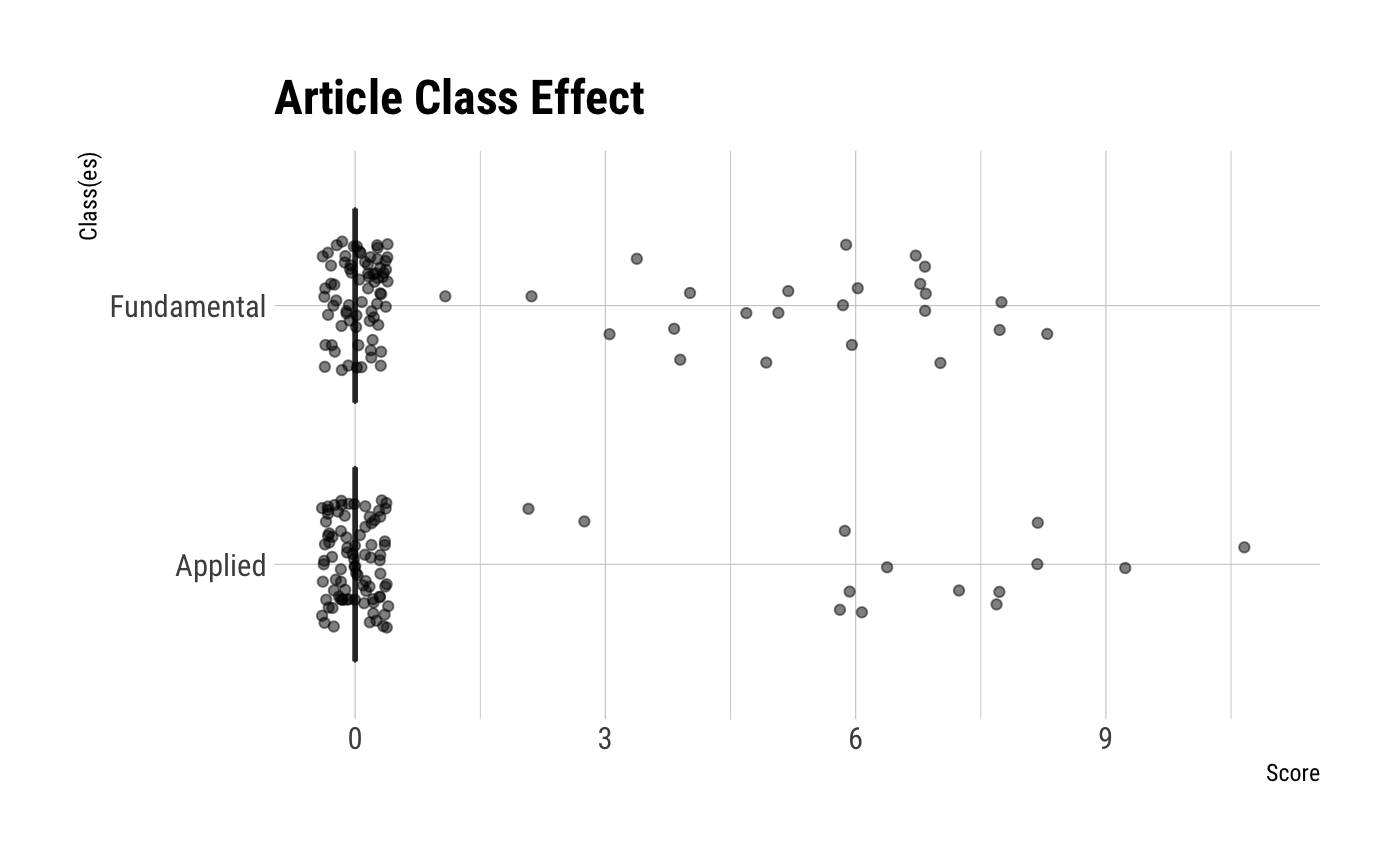 Article Class Effect
Class(es)
Fundamental
Applied
0 3 6 9
Score